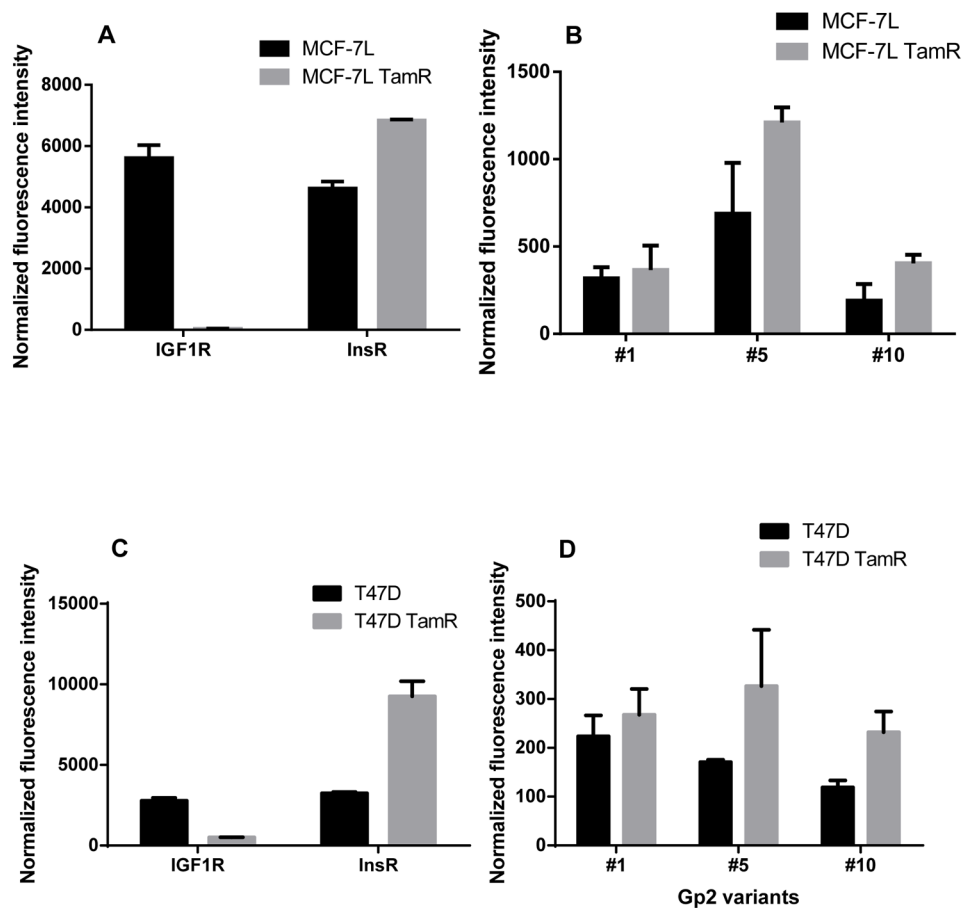 A
MCF-7L
MCF-7L TamR
Normalized fluorescence intensity
8000
6000
4000
2000
0
IGF1R InsR
B
MCF-7L
MCF-7L TamR
Normalized fluorescence intensity
1500
1000
500
0
#1 #5 #10
C
T47D
T47D TamR
Normalized fluorescence intensity
15000
10000
5000
0
IGF1R InsR
D
T47D
T47D TamR
Normalized fluorescence intensity
500
400
300
200
100
0
#1 #5 #10
Gp2 variants